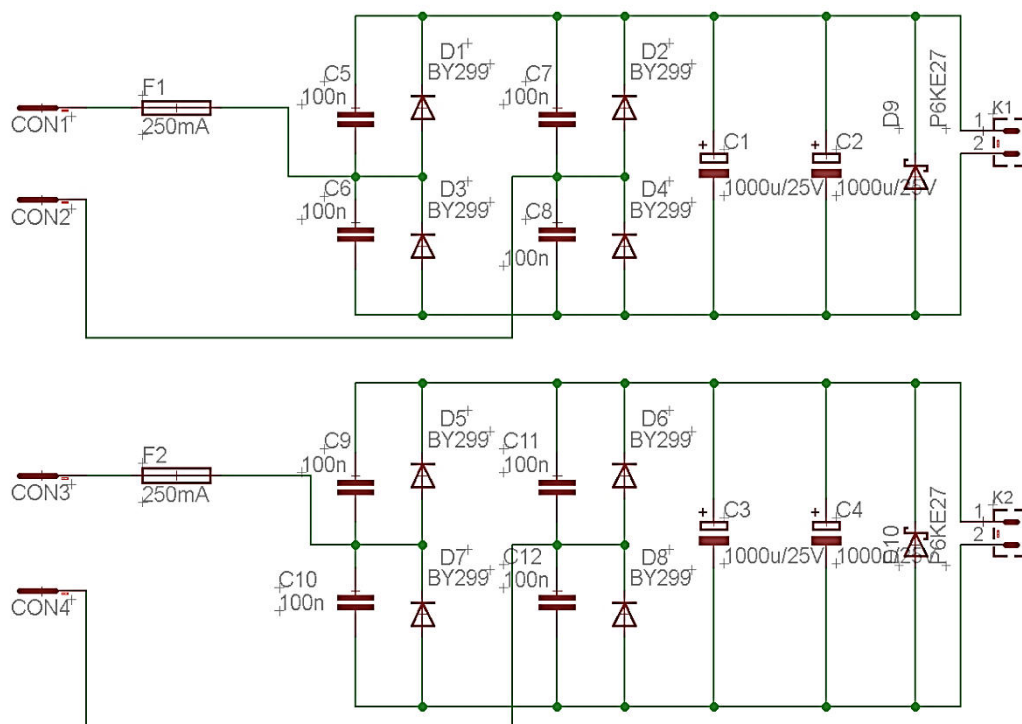 D1
BY299
D2
BY299
C5
100n
C7
100n
F1
250mA
CON1
D9
P6KE27
K1
1
2
C1
1000u/25V
C2
1000u/25V
C6
100n
D3
BY299
C8
100n
D4
BY299
CON2
D5
BY299
D6
BY299
C9
100n
C11
100n
F2
250mA
CON3
D10
P6KE27
K2
1
2
C3
1000u/25V
C4
1000u/25V
C10
100n
D7
BY299
C12
100n
D8
BY299
CON4